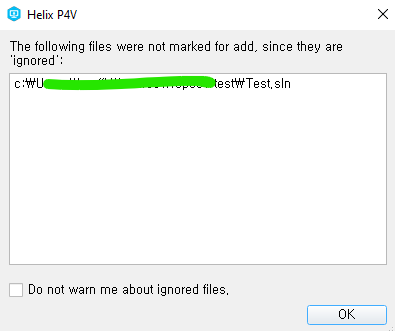 Helix P4V
The following files were not marked for add, since they are
'ignored':
c:₩U test₩Test,sln
Do not warn me about ignored files,
OK